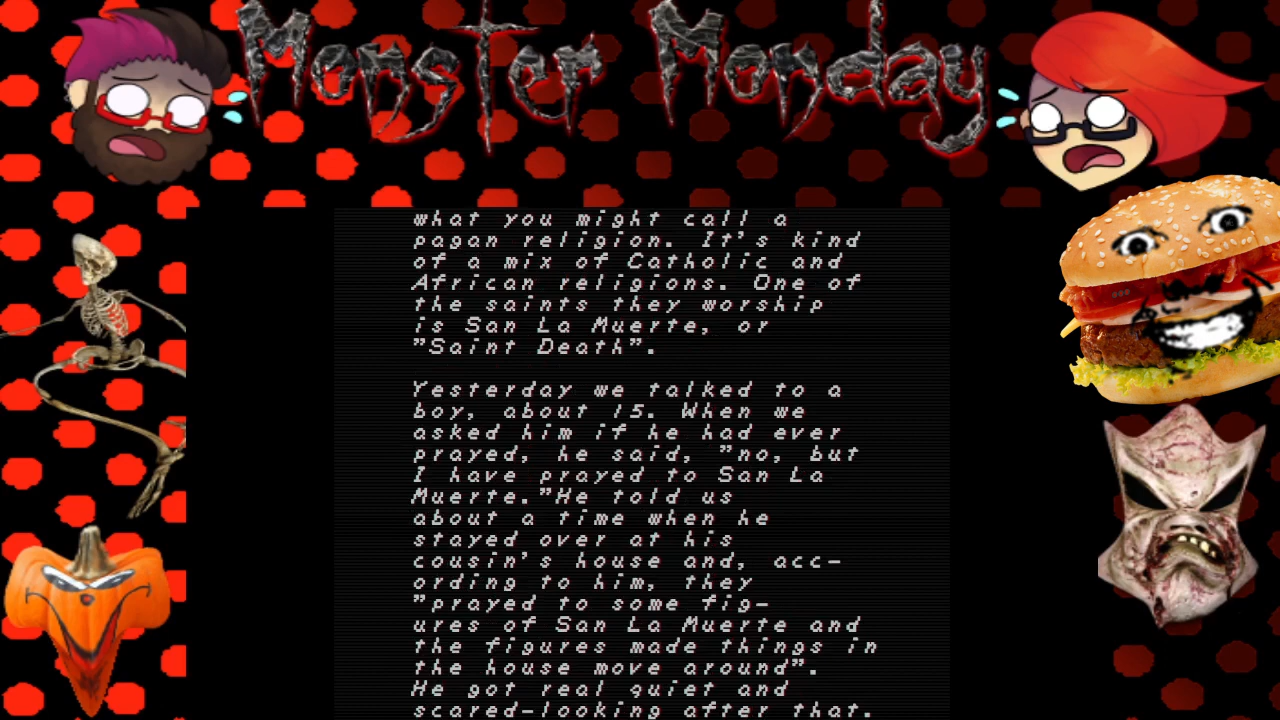 Monster Monday
what you might call a
pagan religion. It's kind
of a mix of Catholic and
African religions. One of
the saints they worship
is San La Muerte, or
"Saint Death".
Yesterday we talked to a
boy, about 15. When we
asked him if he had ever
prayed, he said, "no, but
I have prayed to San La
Muerte."He told us
about a time when he
stayed over at his
cousin's house and, acc-
ording to him, they
"prayed to some fig-
ures of San La Muerte and
the figures made things in
the house move around".
He got real quiet and
scared-looking after that.